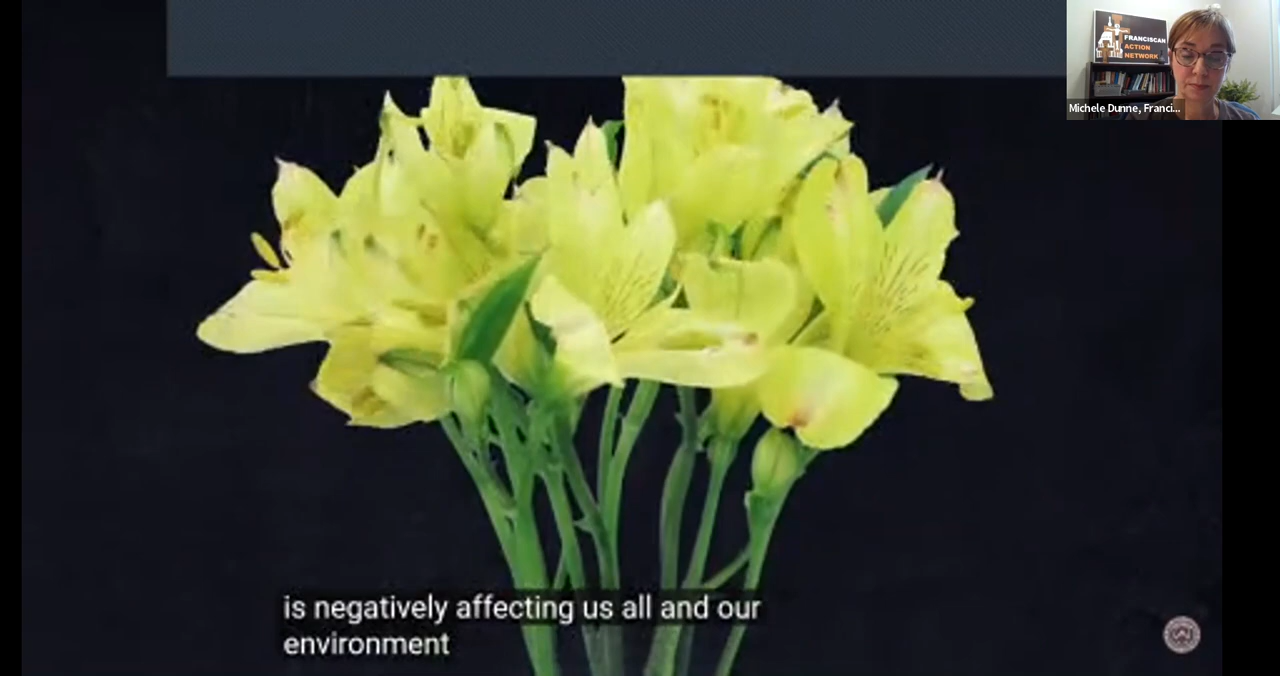 FRANCISCAN
ACTION
NETWORK
Michele Dunne, Franci...
is negatively affecting us all and our
environment